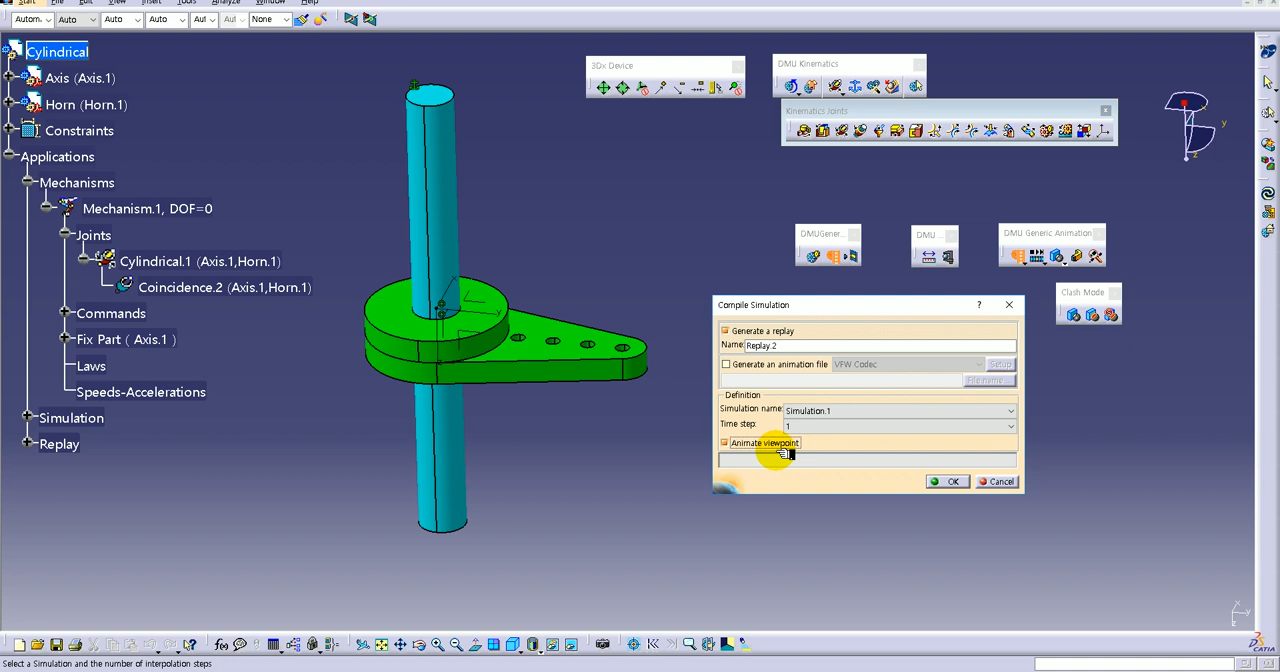 Start File Edit View Insert Tools Analyze Window Help
Autom. Auto Auto Auto Aut Aut None
Cylindrical
Axis (Axis.1)
Horn (Horn.1)
Constraints
Applications
Mechanisms
Mechanism.1, DOF=0
Joints
Cylindrical.1 (Axis.1,Horn.1)
Coincidence.2 (Axis.1,Horn.1)
Commands
Fix Part ( Axis.1 )
Laws
Speeds-Accelerations
Simulation
Replay
3Dx Device
DMU Kinematics
Kinematics Joints
DMUGener...
DMU ...
DMU Generic Animation
Clash Mode
Compile Simulation
Generate a replay
Name: Replay.2
Generate an animation file VFW Codec Setup
File name...
Definition
Simulation name: Simulation.1
Time step: 1
Animate viewpoint
OK Cancel
x
y
z
x
y
Select a Simulation and the number of interpolation steps
CATIA